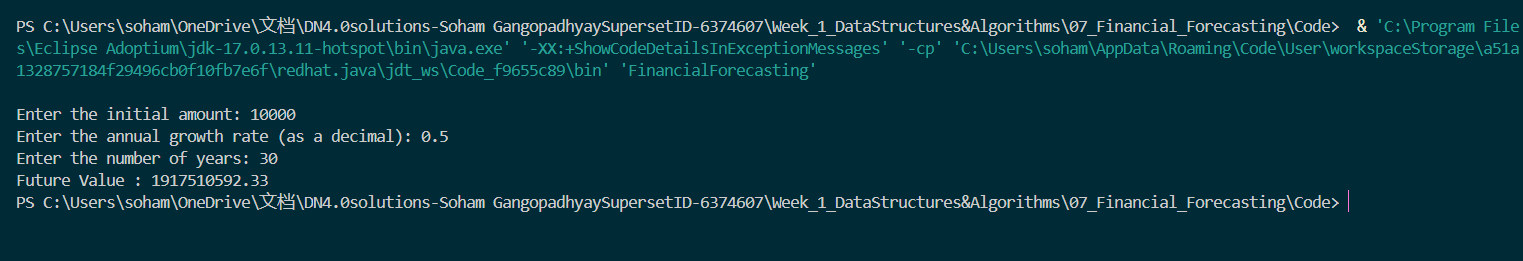 PS C:\Users\soham\OneDrive\文档\DN4.0solutions-Soham GangopadhyaySupersetID-6374607\Week_1_DataStructures&Algorithms\07_Financial_Forecasting\Code>  & 'C:\Program File
s\Eclipse Adoptium\jdk-17.0.13.11-hotspot\bin\java.exe' '-XX:+ShowCodeDetailsInExceptionMessages' '-cp' 'C:\Users\soham\AppData\Roaming\Code\User\workspaceStorage\a51a
1328757184f29496cb0f10fb7e6f\redhat.java\jdt_ws\Code_f9655c89\bin' 'FinancialForecasting'
Enter the initial amount: 10000
Enter the annual growth rate (as a decimal): 0.5
Enter the number of years: 30
Future Value : 1917510592.33
PS C:\Users\soham\OneDrive\文档\DN4.0solutions-Soham GangopadhyaySupersetID-6374607\Week_1_DataStructures&Algorithms\07_Financial_Forecasting\Code>